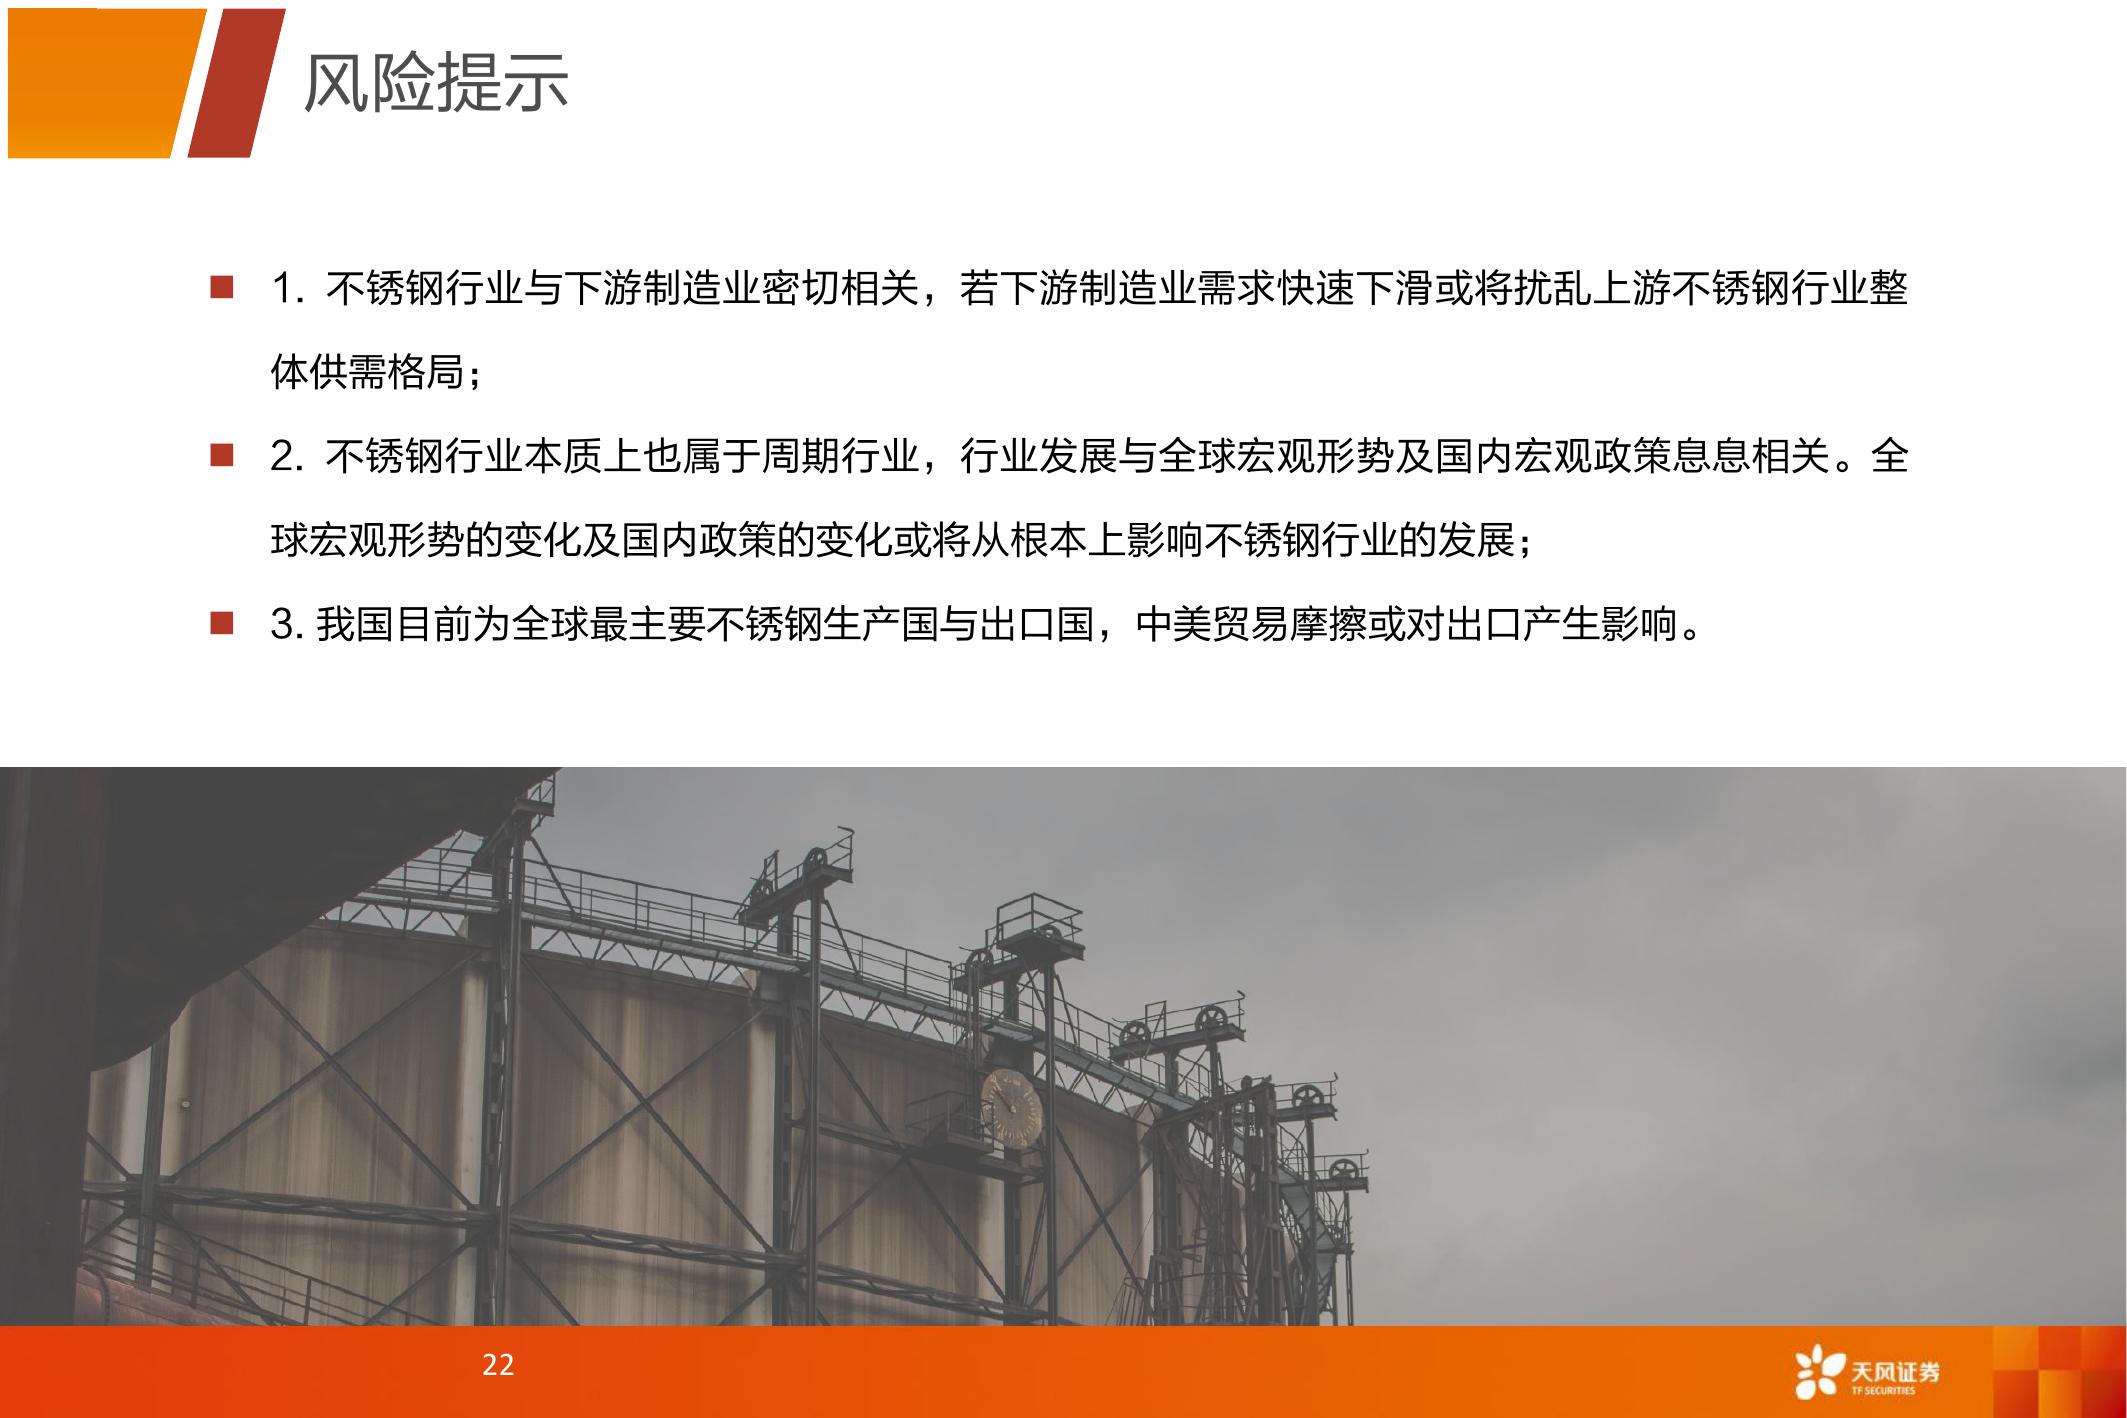 风险提示
1. 不锈钢行业与下游制造业密切相关，若下游制造业需求快速下滑或将扰乱上游不锈钢行业整
体供需格局；
2. 不锈钢行业本质上也属于周期行业，行业发展与全球宏观形势及国内宏观政策息息相关。全
球宏观形势的变化及国内政策的变化或将从根本上影响不锈钢行业的发展；
3. 我国目前为全球最主要不锈钢生产国与出口国，中美贸易摩擦或对出口产生影响。
22
天风证券
TF SECURITIES